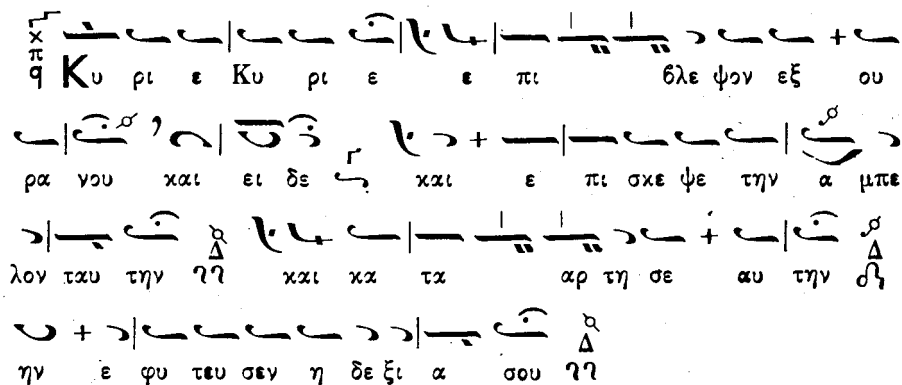 χ π q Κυ ρι ε Κυ ρι ε ε πι βλε ψον εξ ου
ρα νου και ει δε και ε πι σκε ψε την α μπε
λον ταυ την Δ και κα τα αρ τη σε αυ την Δ
ην ε φυ τευ σεν η δε ξι α σου Δ